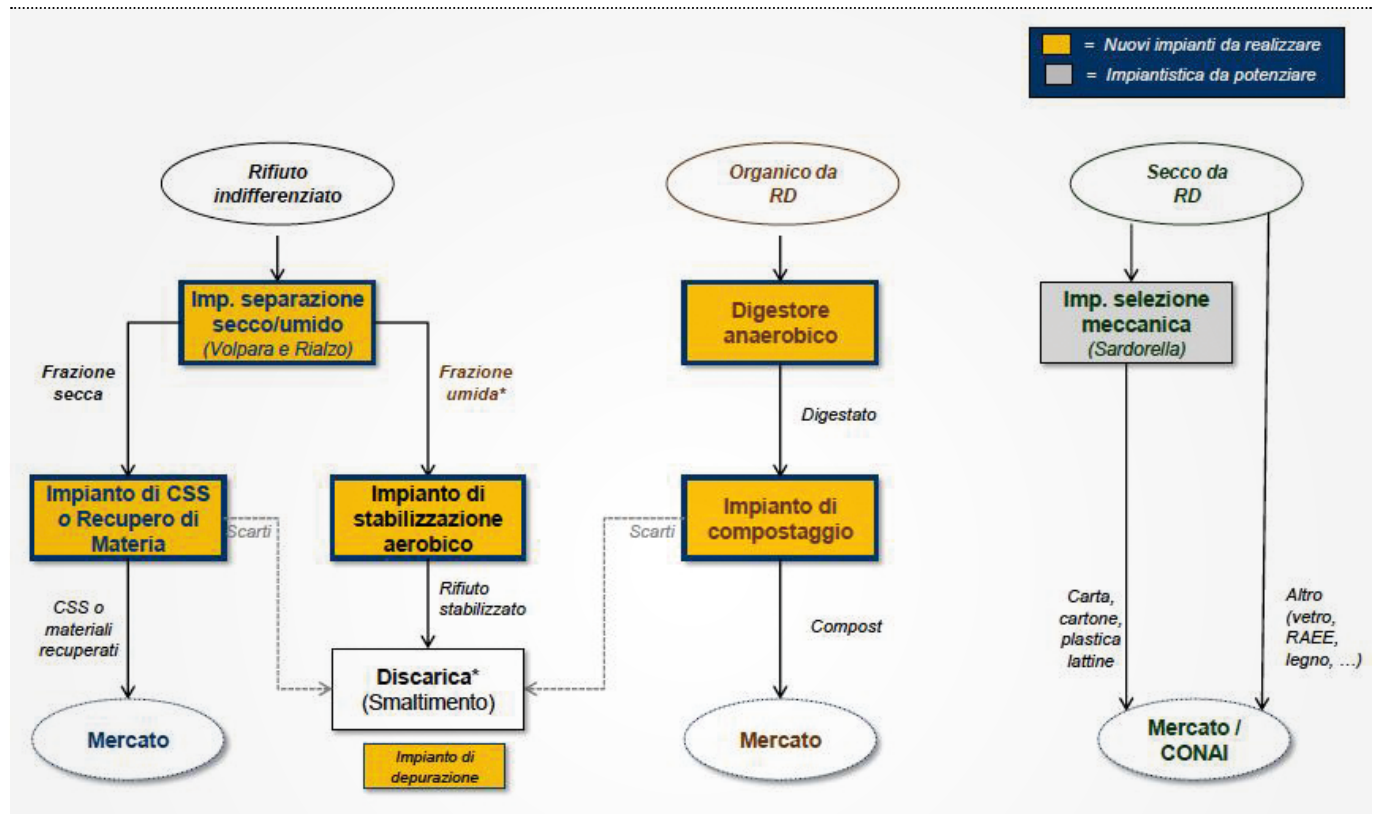 = Nuovi impianti da realizzare
= Impiantistica da potenziare
Rifiuto
indifferenziato
Organico da
RD
Secco da
RD
Imp. separazione
secco/umido
(Volpara e Rialzo)
Digestore
anaerobico
Imp. selezione
meccanica
(Sardorella)
Frazione
secca
Frazione
umida*
Digestato
Impianto di CSS
o Recupero di
Materia
Scarti
Impianto di
stabilizzazione
aerobico
Scarti
Impianto di
compostaggio
CSS o
materiali
recuperati
Rifiuto
stabilizzato
Compost
Carta,
cartone,
plastica
lattine
Altro
(vetro,
RAEE,
legno, …)
Discarica*
(Smaltimento)
Mercato
Impianto di
depurazione
Mercato
Mercato /
CONAI